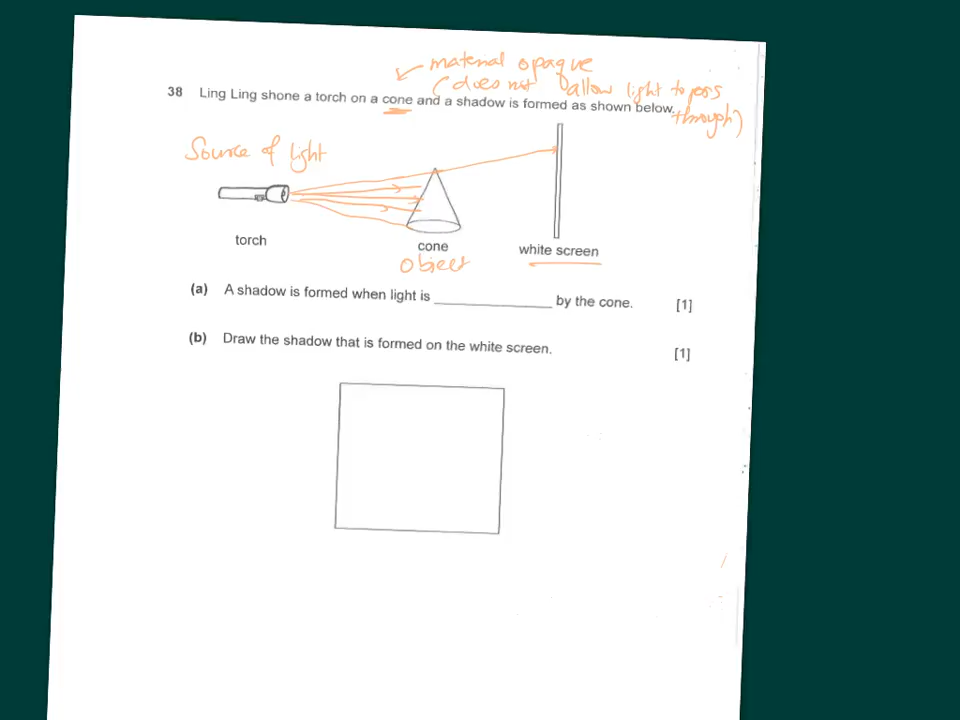 material opaque
(does not allow light to pass
through)
38 Ling Ling shone a torch on a cone and a shadow is formed as shown below.
Source of light
torch
cone
white screen
object
(a) A shadow is formed when light is ____________ by the cone. [1]
(b) Draw the shadow that is formed on the white screen. [1]